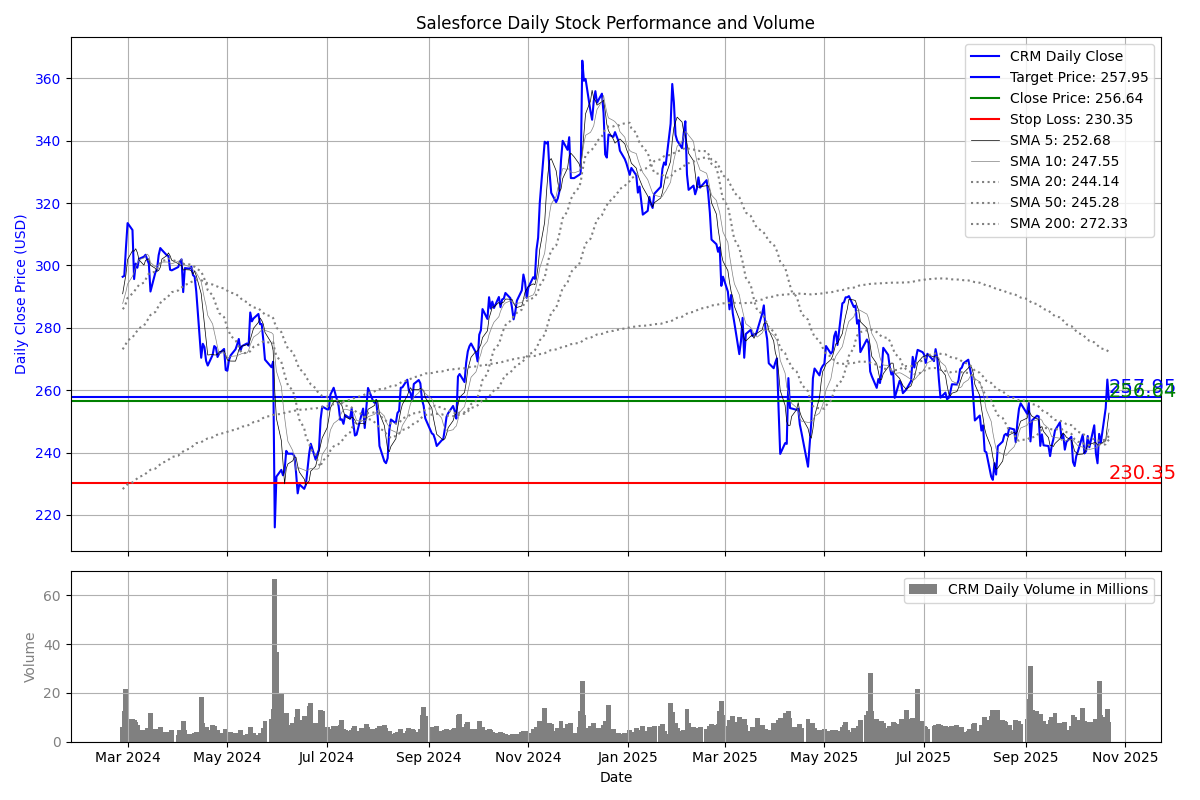 Salesforce Daily Stock Performance and Volume
Daily Close Price (USD)
360
340
320
300
280
260
240
220
CRM Daily Close
Target Price: 257.95
Close Price: 256.64
Stop Loss: 230.35
SMA 5: 252.68
SMA 10: 247.55
SMA 20: 244.14
SMA 50: 245.28
SMA 200: 272.33
257.95
256.64
230.35
Volume
60
40
20
0
CRM Daily Volume in Millions
Mar 2024
May 2024
Jul 2024
Sep 2024
Nov 2024
Jan 2025
Mar 2025
May 2025
Jul 2025
Sep 2025
Nov 2025
Date